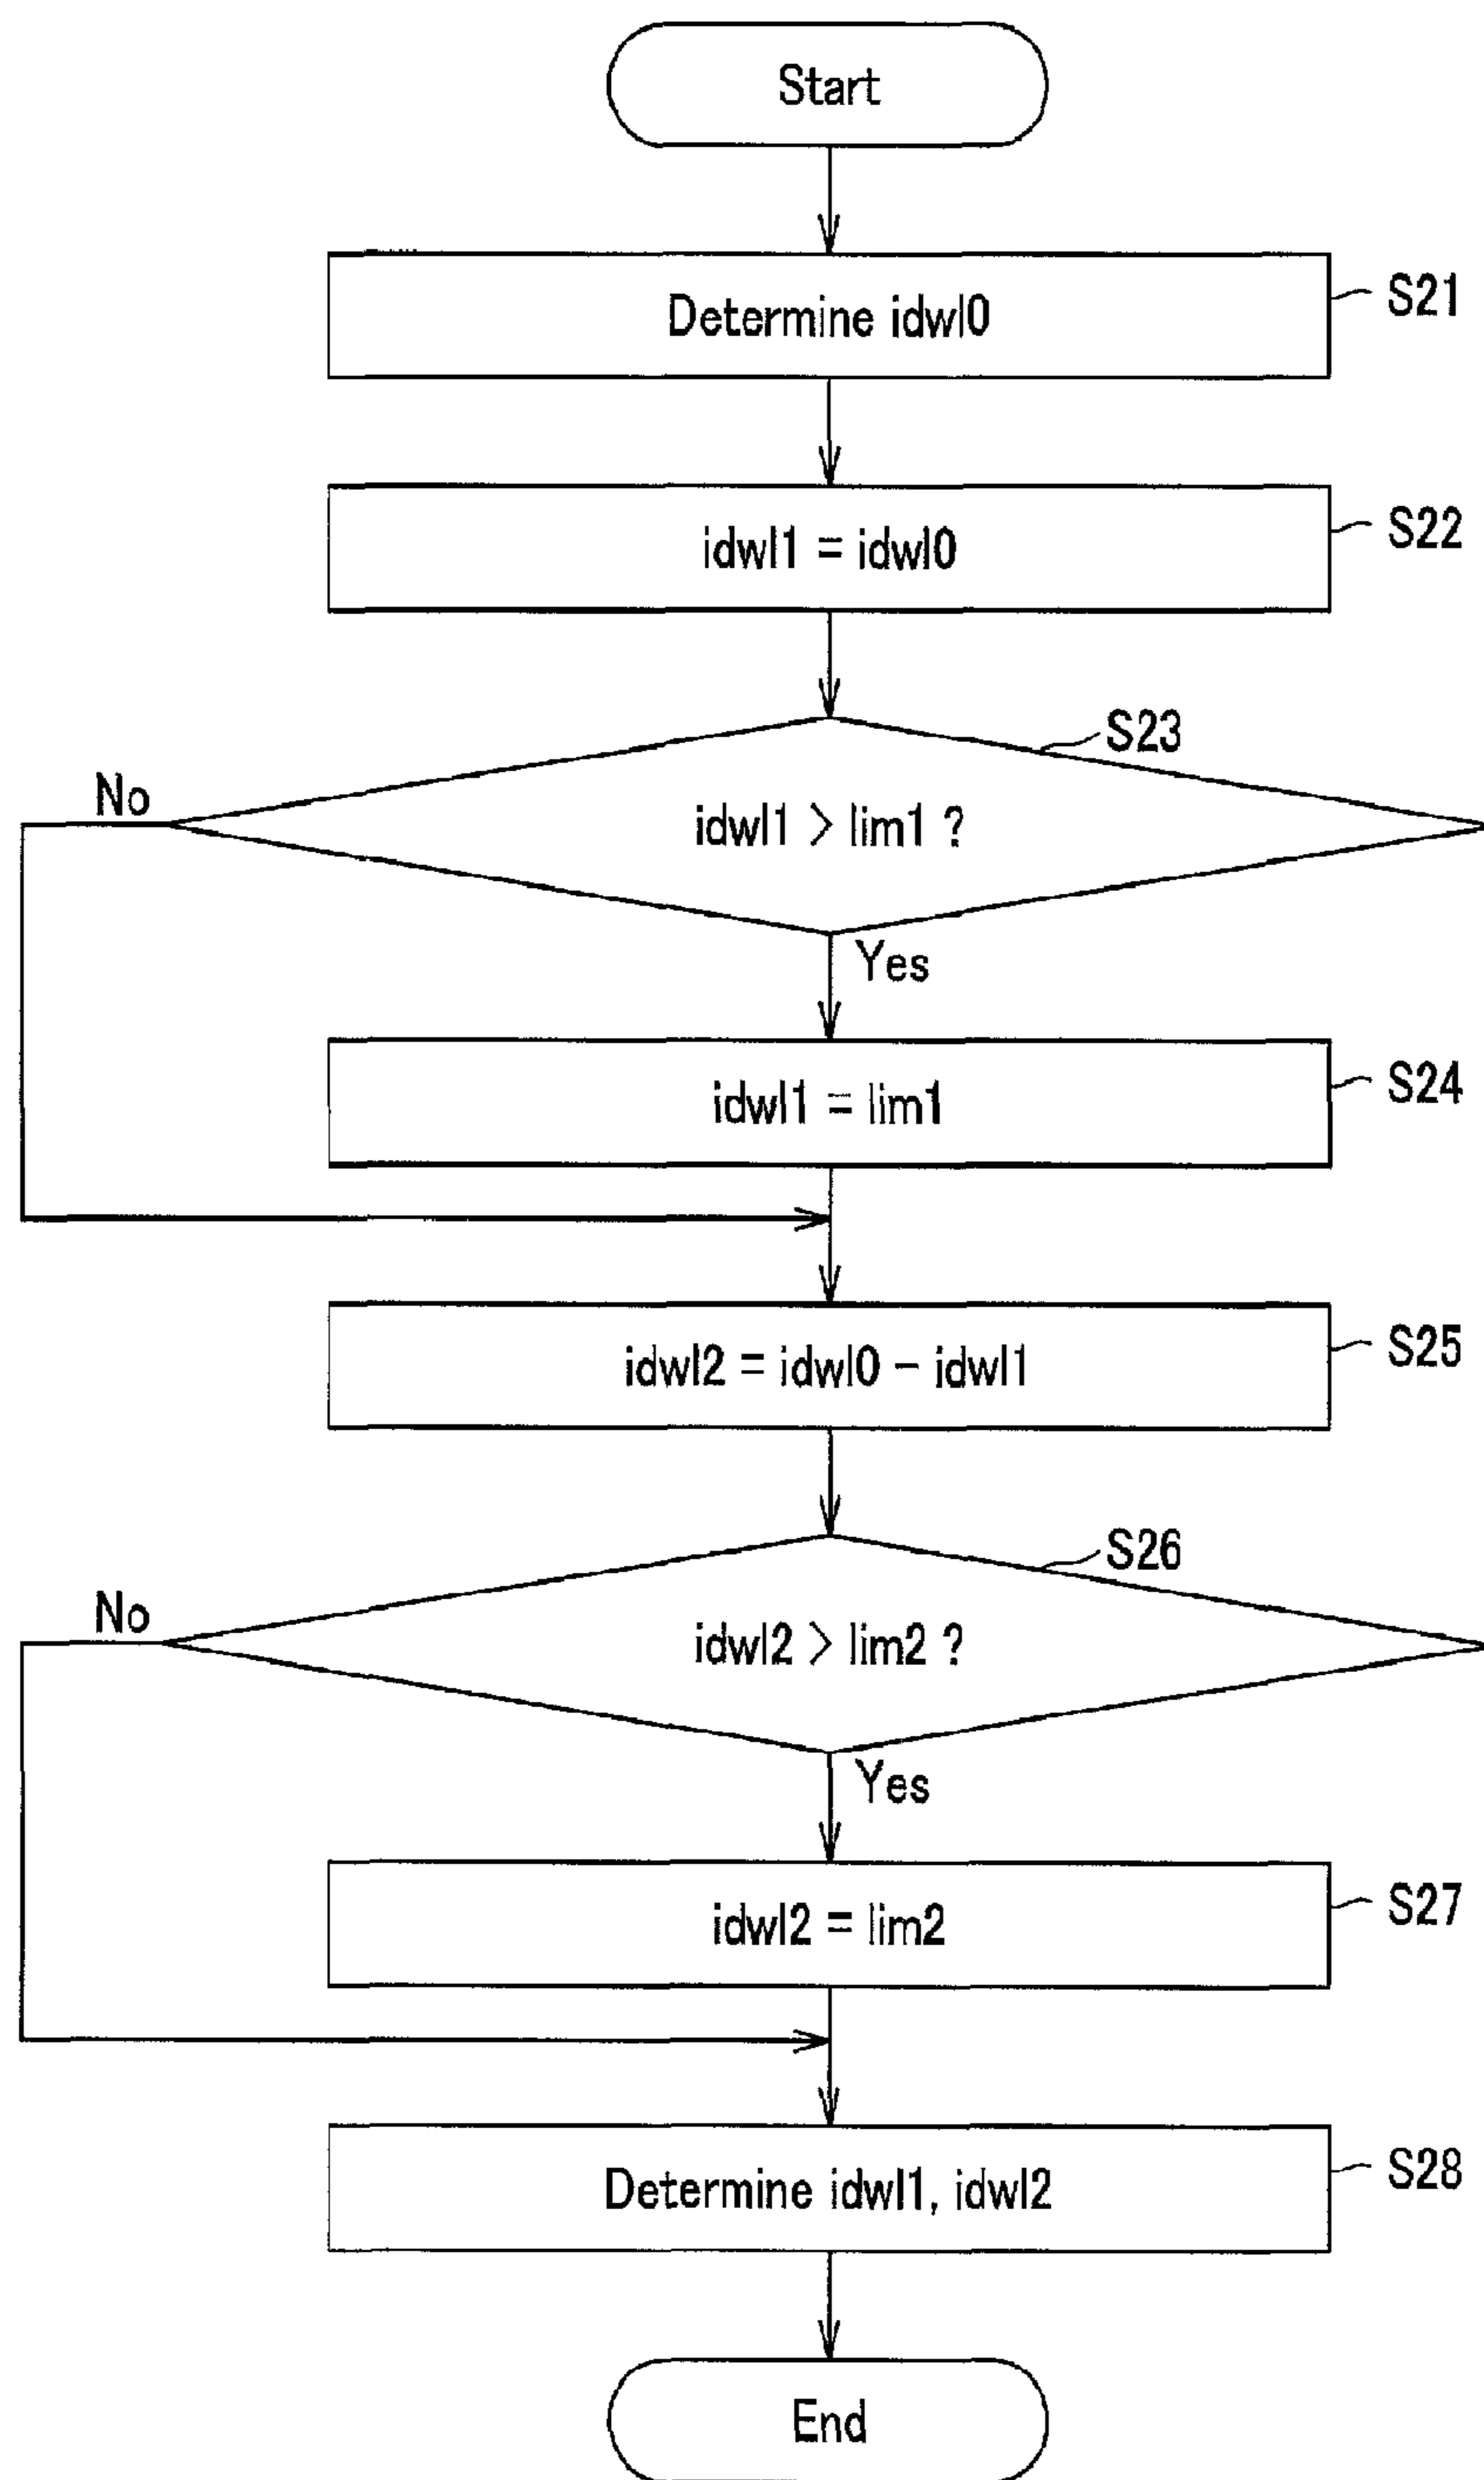 Start
Determine idwl0
S21
idwl1 = idwl0
S22
S23
No
idwl1 > lim1 ?
Yes
idwl1 = lim1
S24
idwl2 = idwl0 - idwl1
S25
S26
No
idwl2 > lim2 ?
Yes
idwl2 = lim2
S27
Determine idwl1, idwl2
S28
End